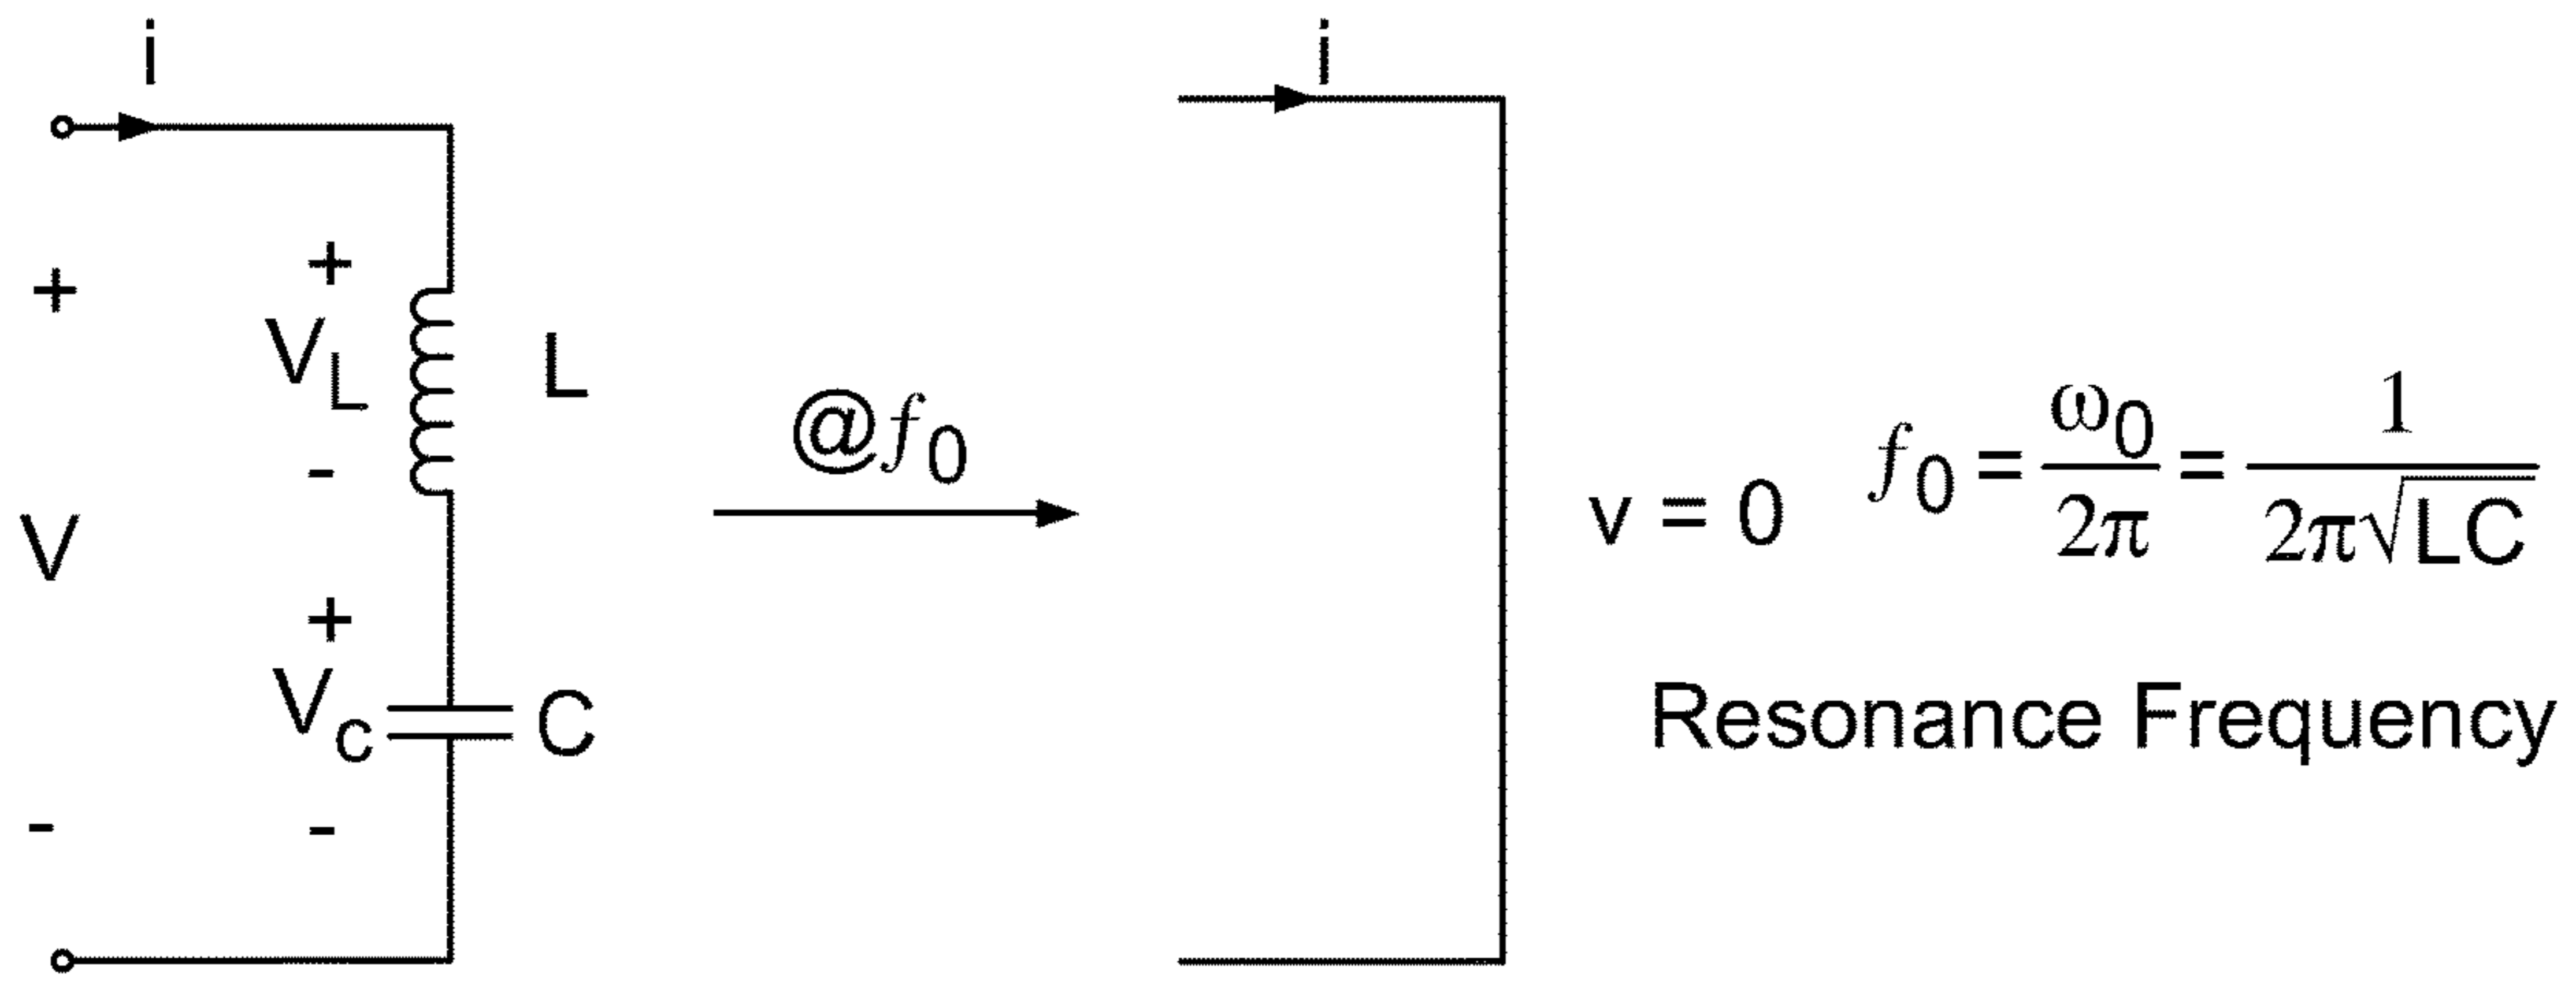 i
+
V
-
+
V_L
-
L
+
V_c
-
C
@f_0
i
v = 0
f_0 = ω_0/2π = 1/2π√LC
Resonance Frequency